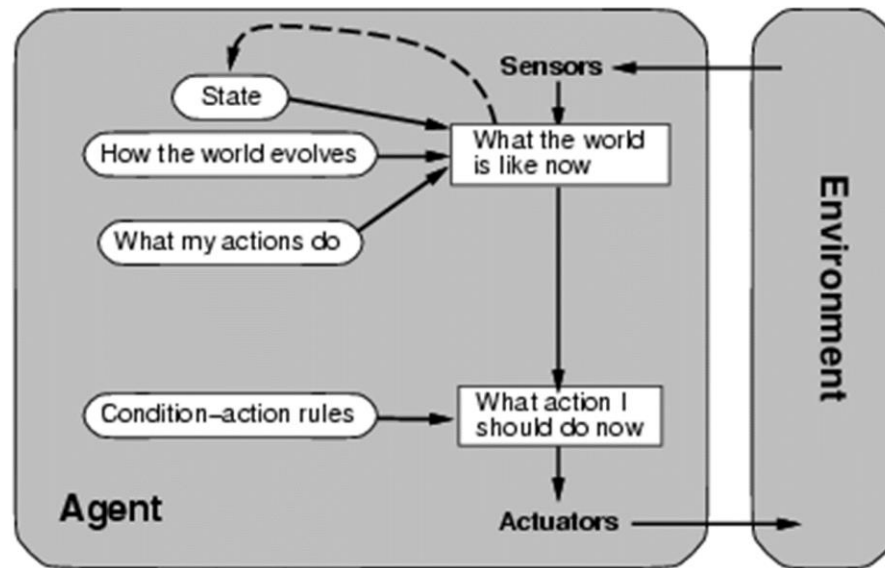 Sensors
State
What the world
is like now
How the world evolves
What my actions do
Environment
Condition–action rules
What action I
should do now
Agent
Actuators